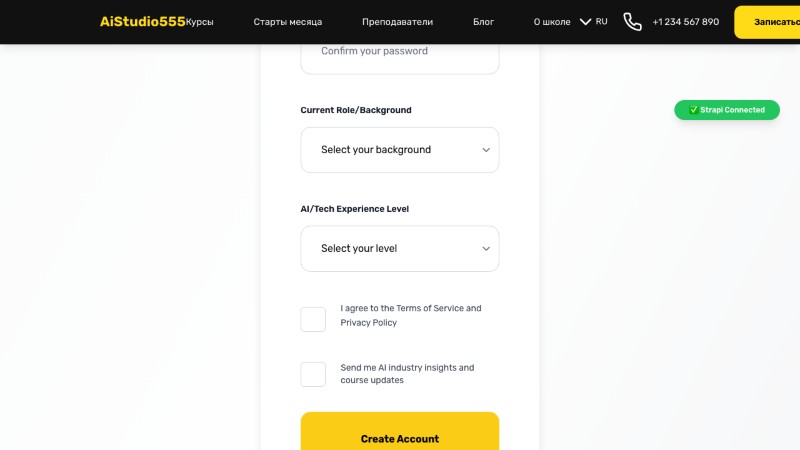 AiStudio555 Курсы Старты месяца Преподаватели Блог О школе RU +1 234 567 890 Записатьс
Confirm your password
✅ Strapi Connected
Current Role/Background
Select your background
AI/Tech Experience Level
Select your level
I agree to the Terms of Service and
Privacy Policy
Send me AI industry insights and
course updates
Create Account